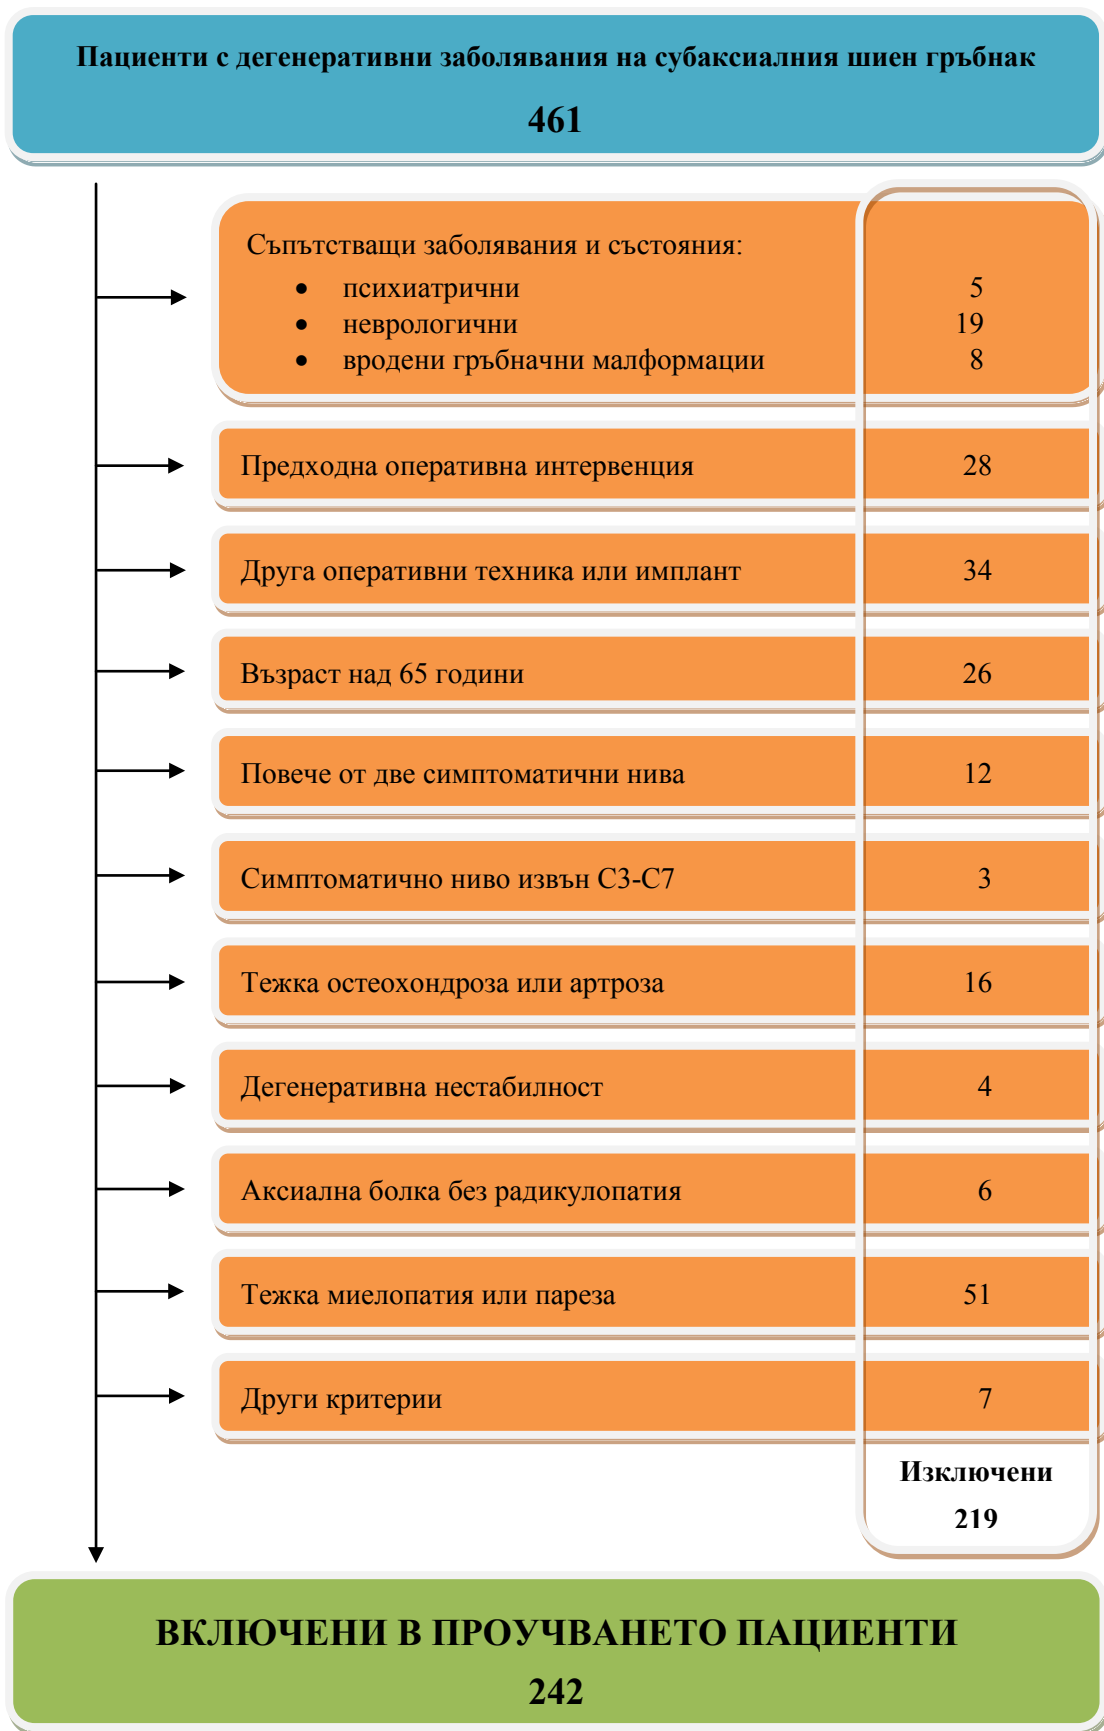 Пациенти с дегенеративни заболявания на субаксиалния шиен гръбнак
461
Съпътстващи заболявания и състояния:
• психиатрични 5
• неврологични 19
• вродени гръбначни малформации 8
Предходна оперативна интервенция 28
Друга оперативни техника или имплант 34
Възраст над 65 години 26
Повече от две симптоматични нива 12
Симптоматично ниво извън С3-С7 3
Тежка остеохондроза или артроза 16
Дегенеративна нестабилност 4
Аксиална болка без радикулопатия 6
Тежка миелопатия или пареза 51
Други критерии 7
Изключени
219
ВКЛЮЧЕНИ В ПРОУЧВАНЕТО ПАЦИЕНТИ
242